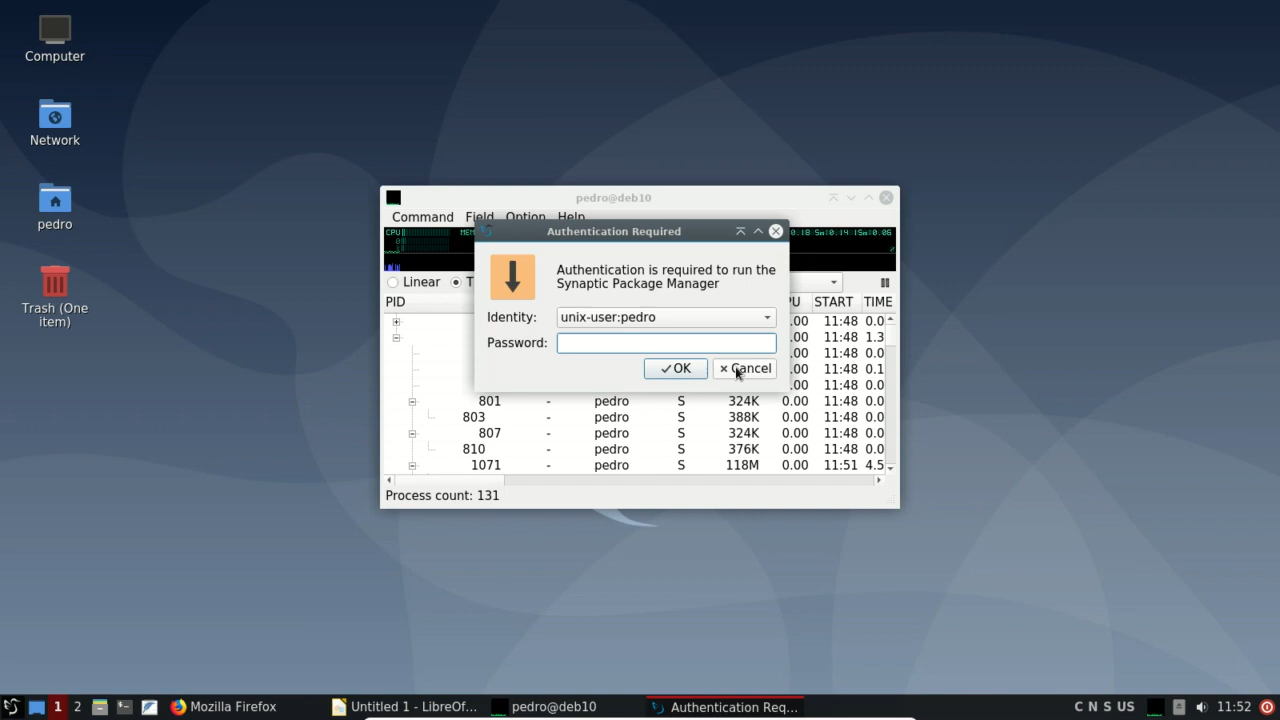 Computer
Network
pedro
Trash (One
item)
pedro@deb10
Command Field Option Help
CPU
Linear
PID START TIME
11:48 0.0
11:48 1.3
11:48 0.0
11:48 0.1
11:48 0.0
801 - pedro S 324K 0.00 11:48 0.0
803 - pedro S 388K 0.00 11:48 0.0
807 - pedro S 324K 0.00 11:48 0.0
810 - pedro S 376K 0.00 11:48 0.0
1071 - pedro S 118M 0.00 11:51 4.5
Process count: 131
Authentication Required
Authentication is required to run the
Synaptic Package Manager
Identity: unix-user:pedro
Password:
OK Cancel
1 2 Mozilla Firefox Untitled 1 - LibreOf... pedro@deb10 Authentication Req... C N S US 11:52